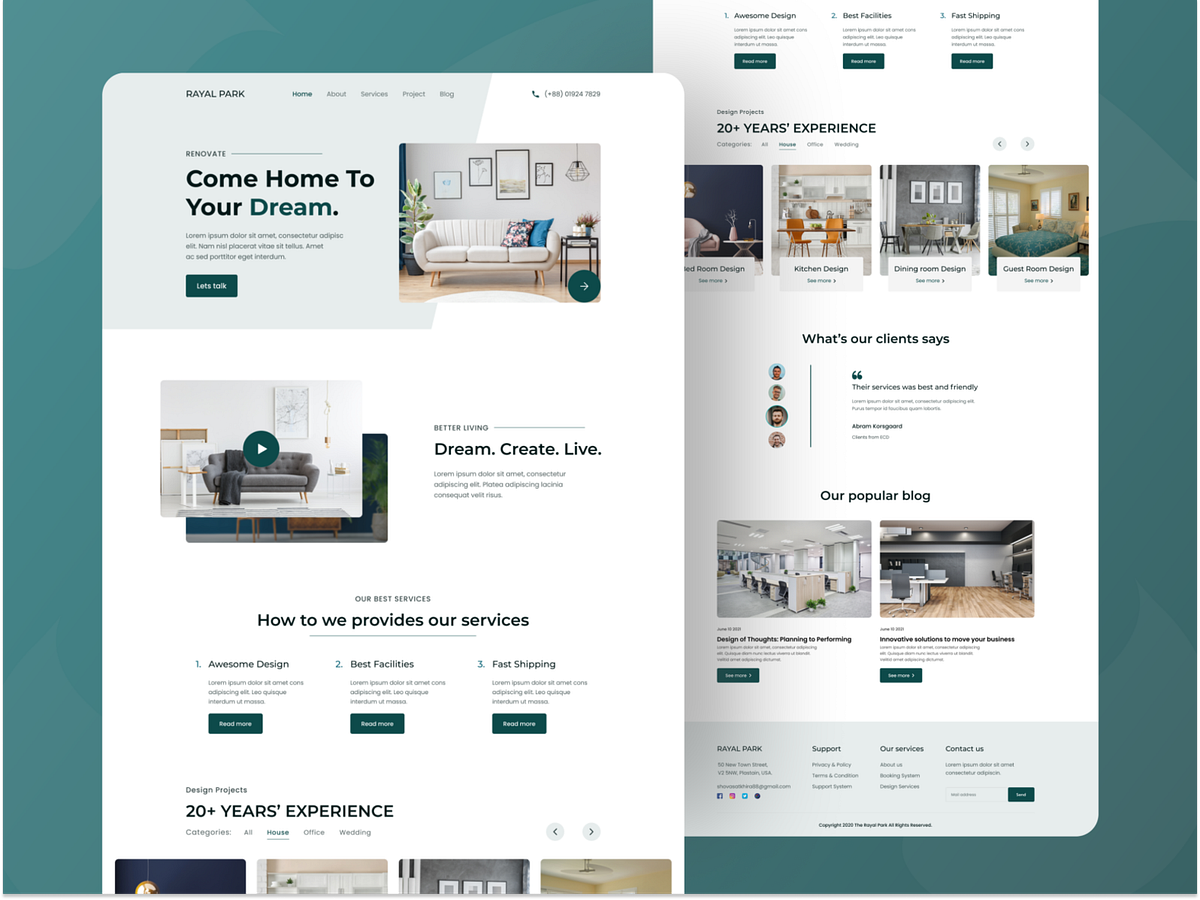 RAYAL PARK
Home About Services Project Blog
(+88) 01924 7829
RENOVATE
Come Home To
Your Dream.
Lorem ipsum dolor sit amet, consectetur adipisc
elit. Nam nisl placerat vitae sit tellus. Amet
ac sed porttitor eget interdum.
Lets talk
BETTER LIVING
Dream. Create. Live.
Lorem ipsum dolor sit amet, consectetur
adipiscing elit. Platea adipiscing lacinia
consequat velit risus.
OUR BEST SERVICES
How to we provides our services
1. Awesome Design
Lorem ipsum dolor sit amet cons
adipiscing elit. Leo quisque
interdum ut massa.
Read more
2. Best Facilities
Lorem ipsum dolor sit amet cons
adipiscing elit. Leo quisque
interdum ut massa.
Read more
3. Fast Shipping
Lorem ipsum dolor sit amet cons
adipiscing elit. Leo quisque
interdum ut massa.
Read more
Design Projects
20+ YEARS' EXPERIENCE
Categories: All House Office Wedding
1. Awesome Design
Lorem ipsum dolor sit amet cons
adipiscing elit. Leo quisque
interdum ut massa.
Read more
2. Best Facilities
Lorem ipsum dolor sit amet cons
adipiscing elit. Leo quisque
interdum ut massa.
Read more
3. Fast Shipping
Lorem ipsum dolor sit amet cons
adipiscing elit. Leo quisque
interdum ut massa.
Read more
Design Projects
20+ YEARS' EXPERIENCE
Categories: All House Office Wedding
Room Design
See more
Kitchen Design
See more
Dining room Design
See more
Guest Room Design
See more
What's our clients says
Their services was best and friendly
Lorem ipsum dolor sit amet, consectetur adipiscing elit.
Purus tempor id faucibus quam lobortis.
Abram Korsgaard
Clients from ECD
Our popular blog
June 12 2021
Design of Thoughts: Planning to Performing
Lorem ipsum dolor sit amet, consectetur adipiscing
elit. Quisque diam nunc lectus viverra ut blandit
mattid amet adipiscing dictumst.
See more
June 10 2021
Innovative solutions to move your business
Lorem ipsum dolor sit amet, consectetur adipiscing
elit. Quisque diam nunc lectus viverra ut blandit
mattid amet adipiscing dictumst.
See more
RAYAL PARK
50 New Town Street,
V2 5NW, Plastain, USA.
Support
Privacy & Policy
Terms & Condition
Support System
Our services
About us
Booking System
Design Services
Contact us
Lorem ipsum dolor sit amet
consectetur adipiscin.
Mail address
Send
Copyright 2020 The Rayal Park All Rights Reserved.